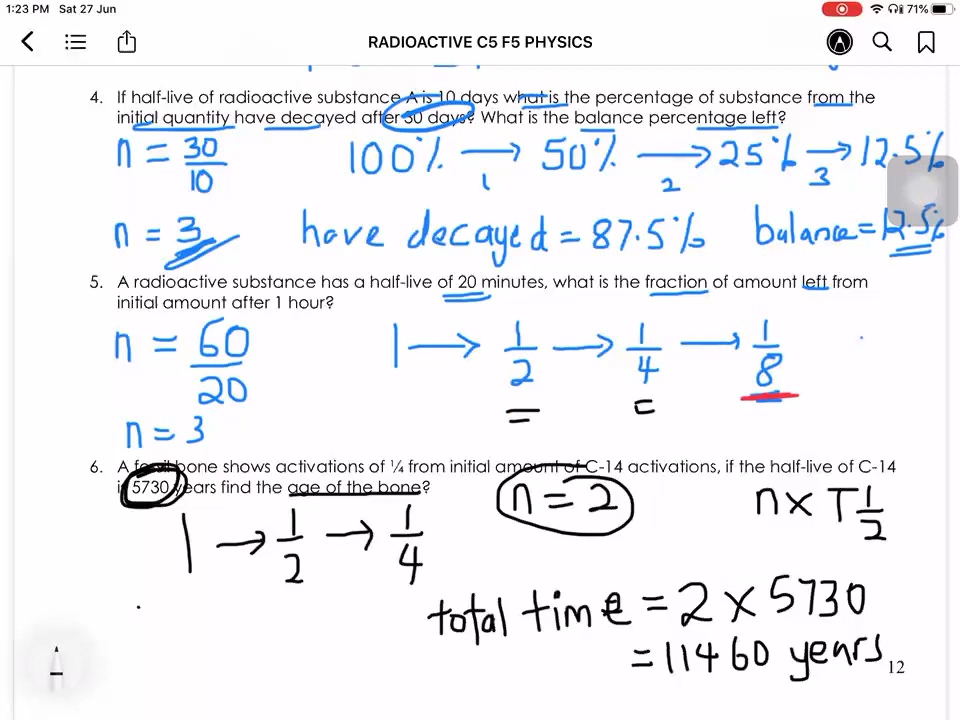 1:23 PM Sat 27 Jun 71%
RADIOACTIVE C5 F5 PHYSICS
4. If half-live of radioactive substance A is 10 days what is the percentage of substance from the
initial quantity have decayed after 30 days? What is the balance percentage left?
n = 30/10 100% → 50% → 25% → 12.5%
1 2 3
n = 3 have decayed = 87.5% balance = 12.5%
5. A radioactive substance has a half-live of 20 minutes, what is the fraction of amount left from
initial amount after 1 hour?
n = 60/20 1 → 1/2 → 1/4 → 1/8
n = 3
6. A fossil bone shows activations of ¼ from initial amount of C-14 activations, if the half-live of C-14
is 5730 years find the age of the bone?
1 → 1/2 → 1/4 n = 2 n x T 1/2
total time = 2 x 5730
= 11460 years
12